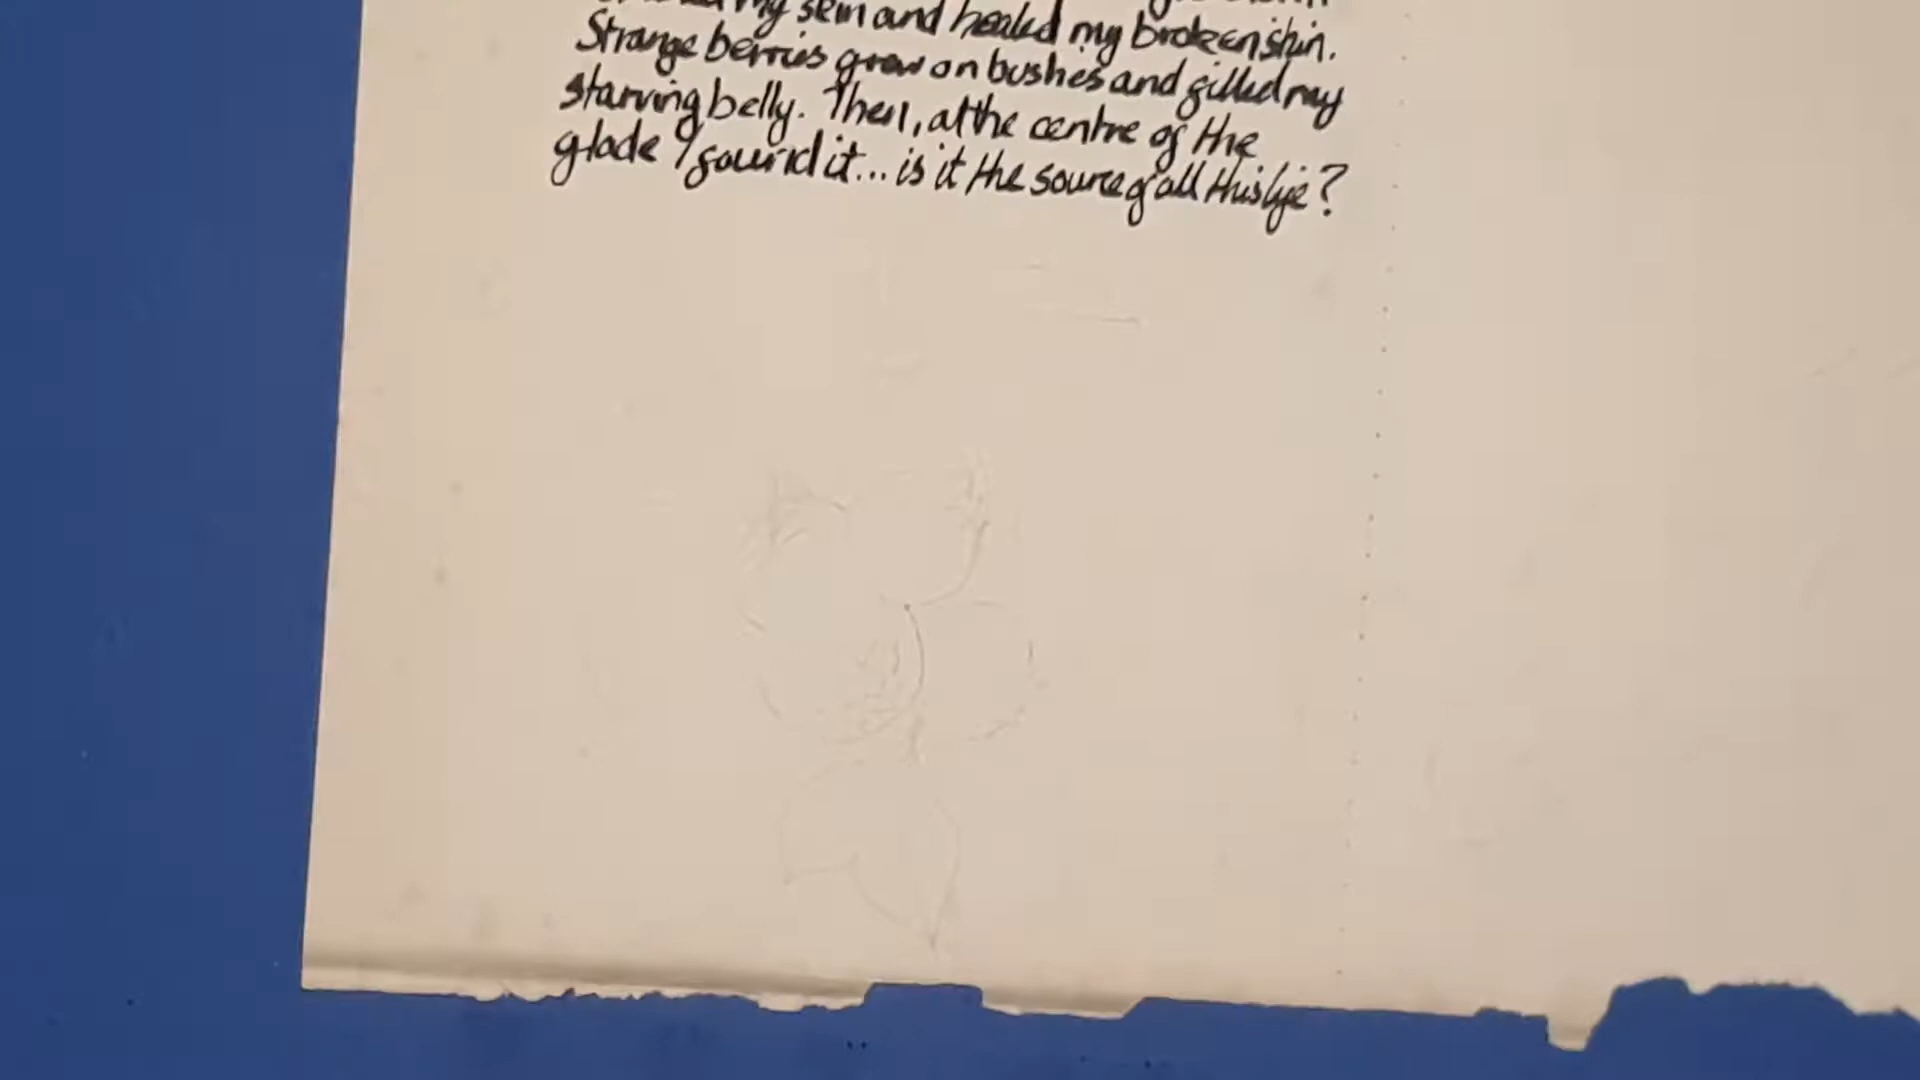 my skin and healed my broken shin.
Strange berries grow on bushes and filled my
starving belly. Then, at the centre of the
glade I found it... is it the source of all this life?